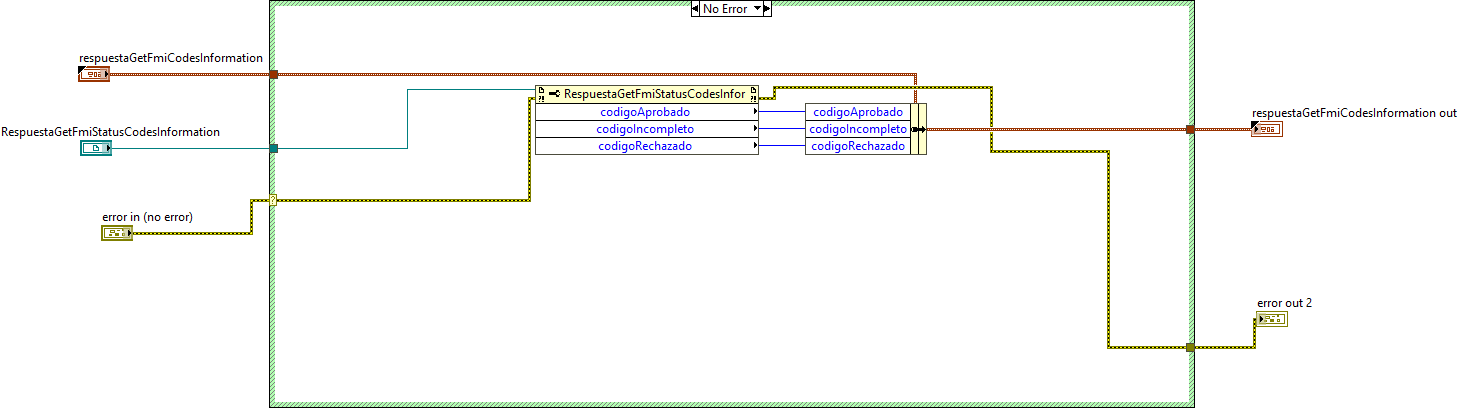 No Error
respuestaGetFmiCodesInformation
RespuestaGetFmiStatusCodesInfor
codigoAprobado
codigoAprobado
respuestaGetFmiCodesInformation out
RespuestaGetFmiStatusCodesInformation
codigoIncompleto
codigoIncompleto
codigoRechazado
codigoRechazado
?
error in (no error)
error out 2